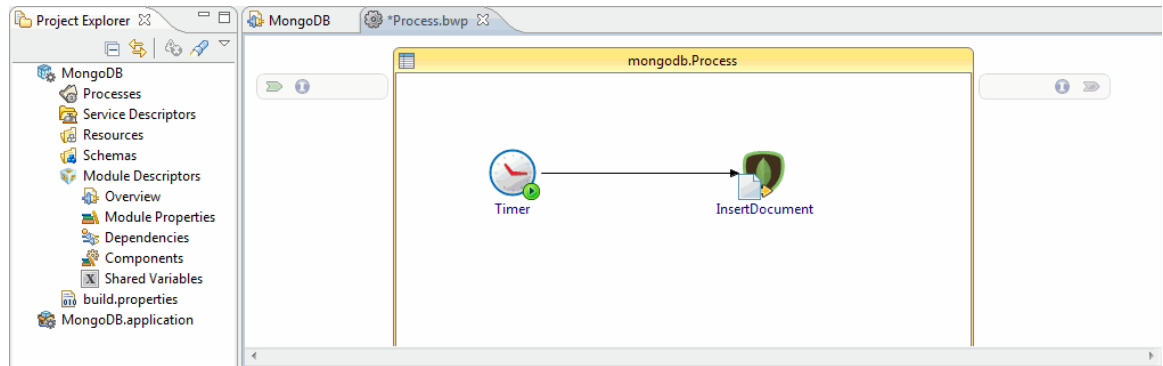 Project Explorer
MongoDB
*Process.bwp
MongoDB
Processes
Service Descriptors
Resources
Schemas
Module Descriptors
Overview
Module Properties
Dependencies
Components
X Shared Variables
010 build.properties
MongoDB.application
mongodb.Process
Timer
InsertDocument